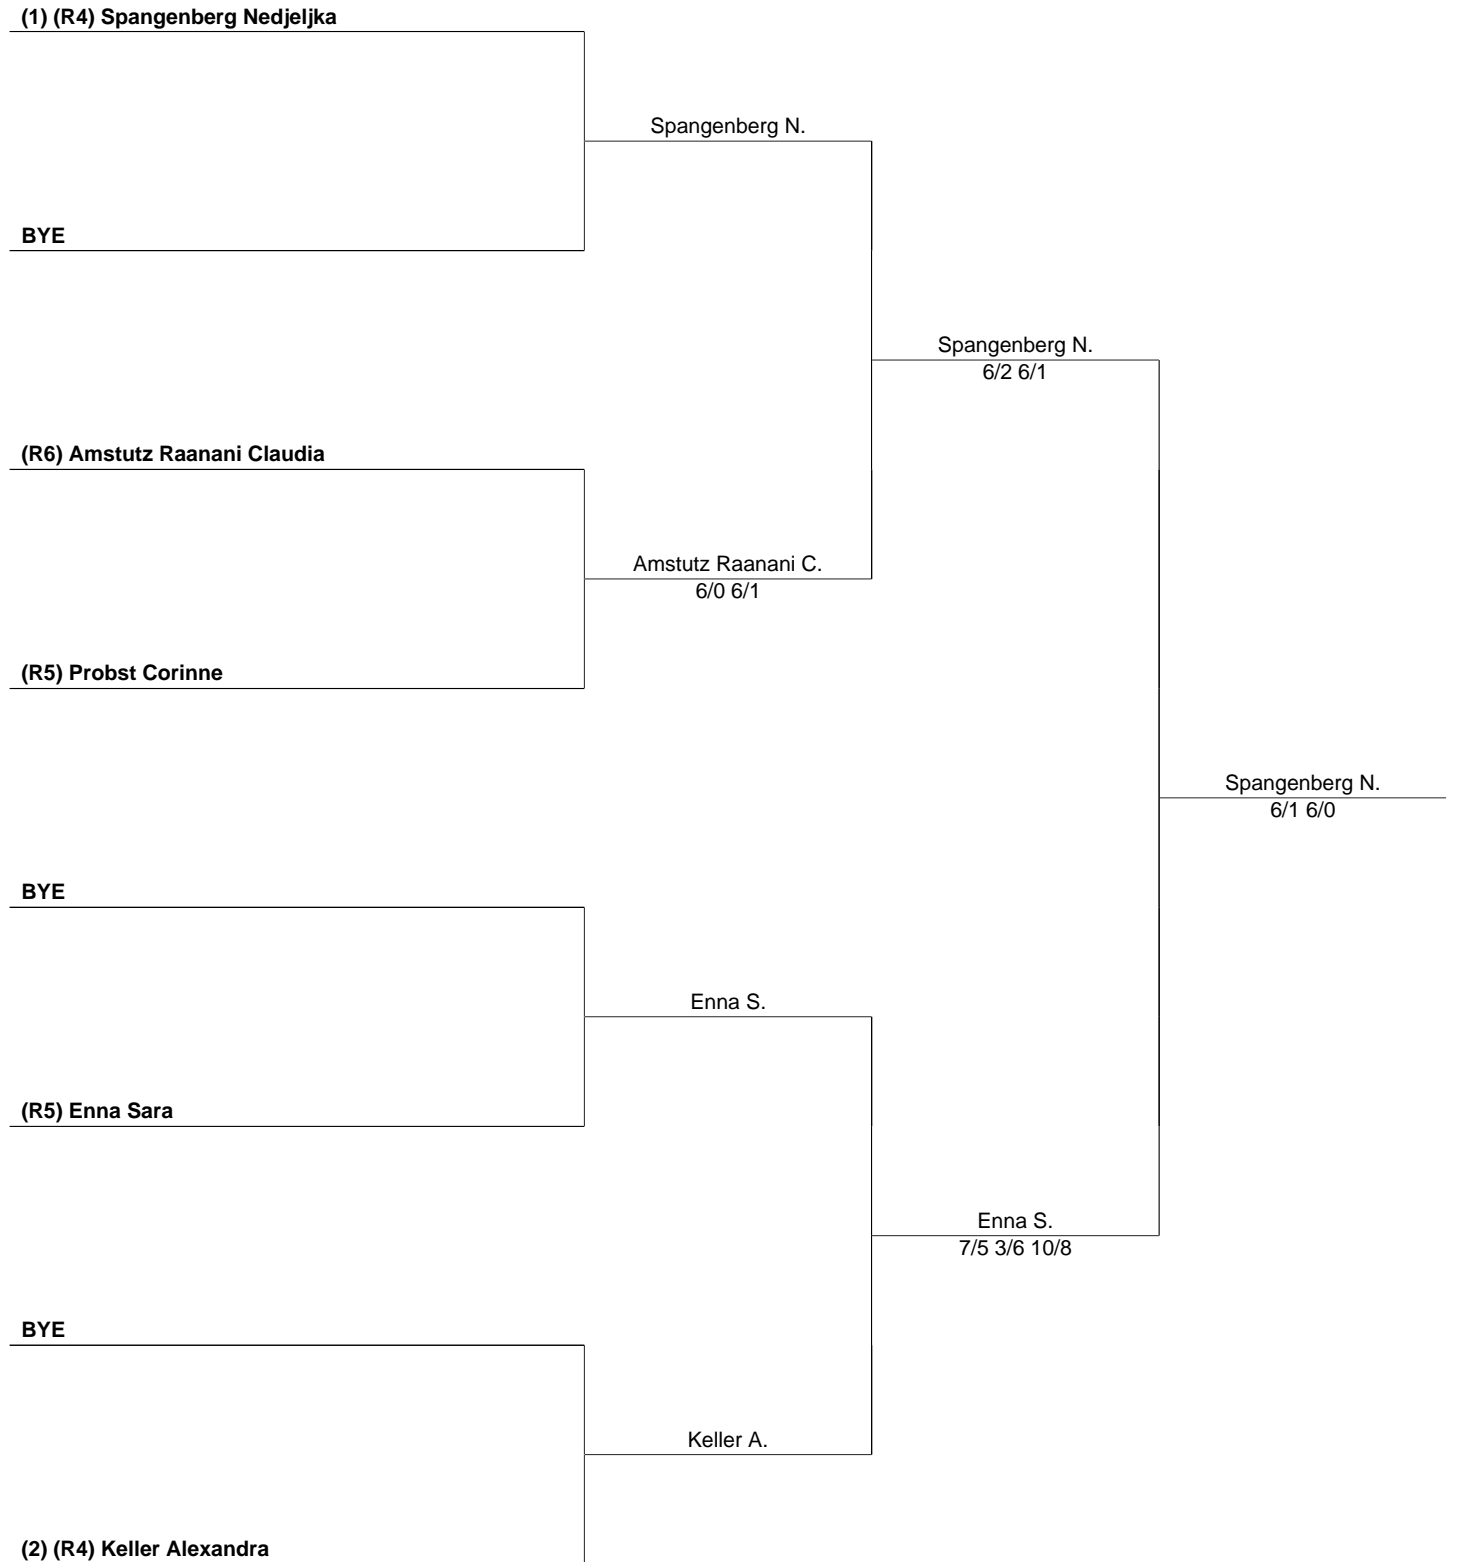 (1) (R4) Spangenberg Nedjeljka
Spangenberg N.
BYE
Spangenberg N.
6/2 6/1
(R6) Amstutz Raanani Claudia
Amstutz Raanani C.
6/0 6/1
(R5) Probst Corinne
Spangenberg N.
6/1 6/0
BYE
Enna S.
(R5) Enna Sara
Enna S.
7/5 3/6 10/8
BYE
Keller A.
(2) (R4) Keller Alexandra